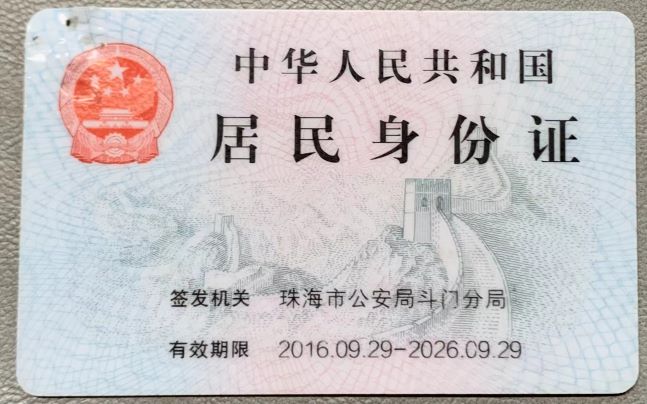 中华人民共和国
居民身份证
签发机关 珠海市公安局斗门分局
有效期限 2016.09.29-2026.09.29